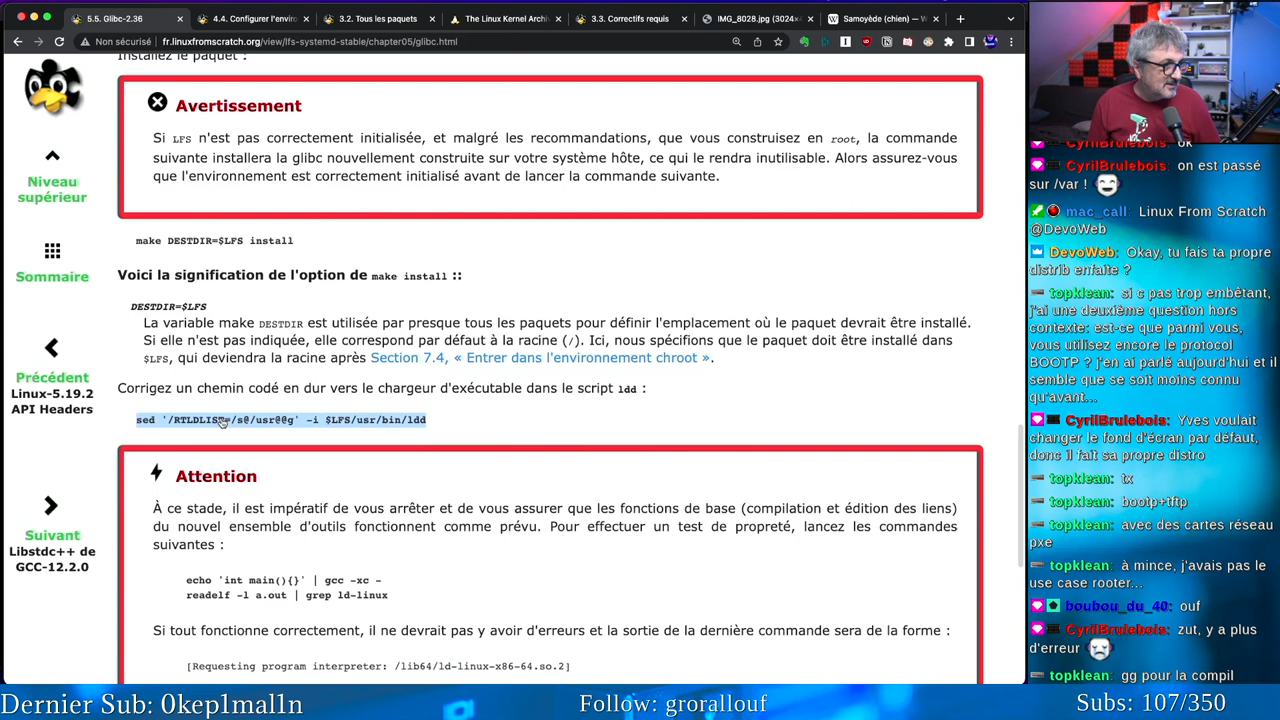 5.5. Glibc-2.36
4.4. Configurer l'enviro
3.2. Tous les paquets
The Linux Kernel Archi
3.3. Correctifs requis
IMG_8028.jpg (3024×4
Samoyède (chien) — W
Non sécurisé
fr.linuxfromscratch.org/view/lfs-systemd-stable/chapter05/glibc.html
Installez le paquet :
Avertissement
Si LFS n'est pas correctement initialisée, et malgré les recommandations, que vous construisez en root, la commande
suivante installera la glibc nouvellement construite sur votre système hôte, ce qui le rendra inutilisable. Alors assurez-vous
que l'environnement est correctement initialisé avant de lancer la commande suivante.
make DESTDIR=$LFS install
Voici la signification de l'option de make install ::
DESTDIR=$LFS
La variable make DESTDIR est utilisée par presque tous les paquets pour définir l'emplacement où le paquet devrait être installé.
Si elle n'est pas indiquée, elle correspond par défaut à la racine (/). Ici, nous spécifions que le paquet doit être installé dans
$LFS, qui deviendra la racine après Section 7.4, « Entrer dans l'environnement chroot ».
Corrigez un chemin codé en dur vers le chargeur d'exécutable dans le script ldd :
sed '/RTLDLIST=/s@/usr@@g' -i $LFS/usr/bin/ldd
Attention
À ce stade, il est impératif de vous arrêter et de vous assurer que les fonctions de base (compilation et édition des liens)
du nouvel ensemble d'outils fonctionnent comme prévu. Pour effectuer un test de propreté, lancez les commandes
suivantes :
echo 'int main(){}' | gcc -xc -
readelf -l a.out | grep ld-linux
Si tout fonctionne correctement, il ne devrait pas y avoir d'erreurs et la sortie de la dernière commande sera de la forme :
[Requesting program interpreter: /lib64/ld-linux-x86-64.so.2]
Niveau
supérieur
Sommaire
Précédent
Linux-5.19.2
API Headers
Suivant
Libstdc++ de
GCC-12.2.0
CyrilBrulebois: ok
CyrilBrulebois: on est passé
sur /var !
mac_call: Linux From Scratch
@DevoWeb
DevoWeb: Okay, tu fais ta propre
distrib enfaîte ?
topklean: si c pas trop embêtant,
j'ai une deuxième question hors
contexte: est-ce que parmi vous,
vous utilisez encore le protocol
BOOTP ? j'en ai parlé aujourd'hui et il
semble que se soit moins connu
qu'avant.
CyrilBrulebois: Yves voulait
changer le fond d'écran par défaut,
donc il fait sa propre distro
topklean: tx
topklean: bootp+tftp
topklean: avec des cartes réseau
pxe
topklean: à mince, j'avais pas le
use case rooter...
boubou_du_40: ouf
CyrilBrulebois: zut, y a plus
d'erreur
topklean: gg pour la compil
Dernier Sub: 0kep1mal1n
Follow: grorallouf
Subs: 107/350